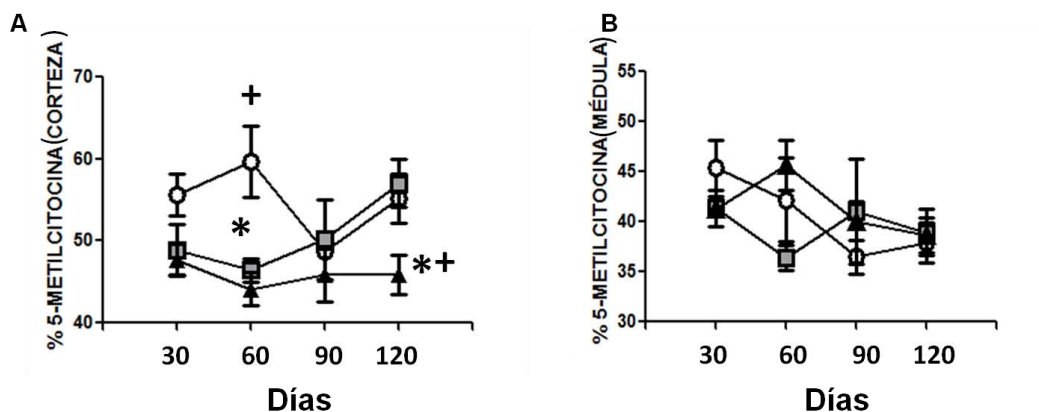 A
% 5-METILCITOCINA(CORTEZA)
70
60
50
40
+
*
*+
30 60 90 120
Días
B
% 5-METILCITOCINA(MÉDULA)
55
50
45
40
35
30
30 60 90 120
Días